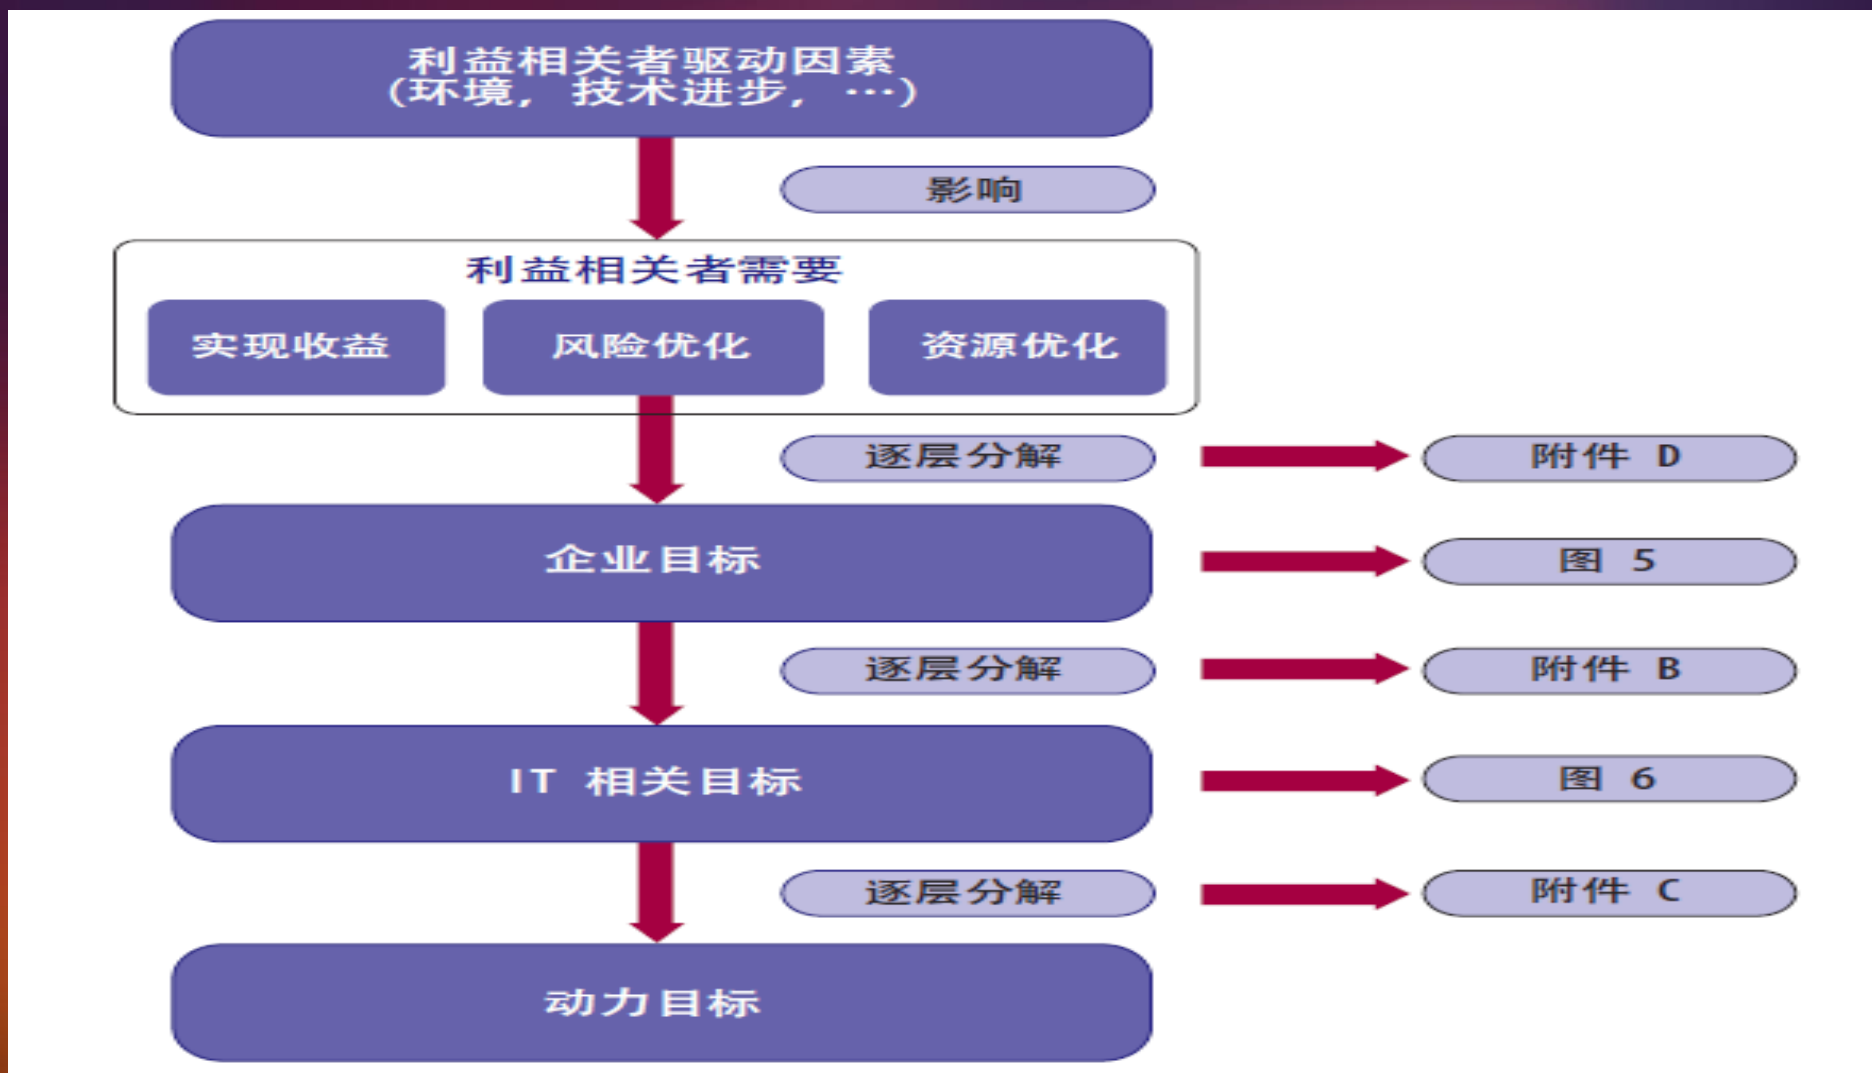 利益相关者驱动因素
(环境, 技术进步, …)
影响
利益相关者需要
实现收益
风险优化
资源优化
逐层分解
附件 D
企业目标
图 5
逐层分解
附件 B
IT 相关目标
图 6
逐层分解
附件 C
动力目标